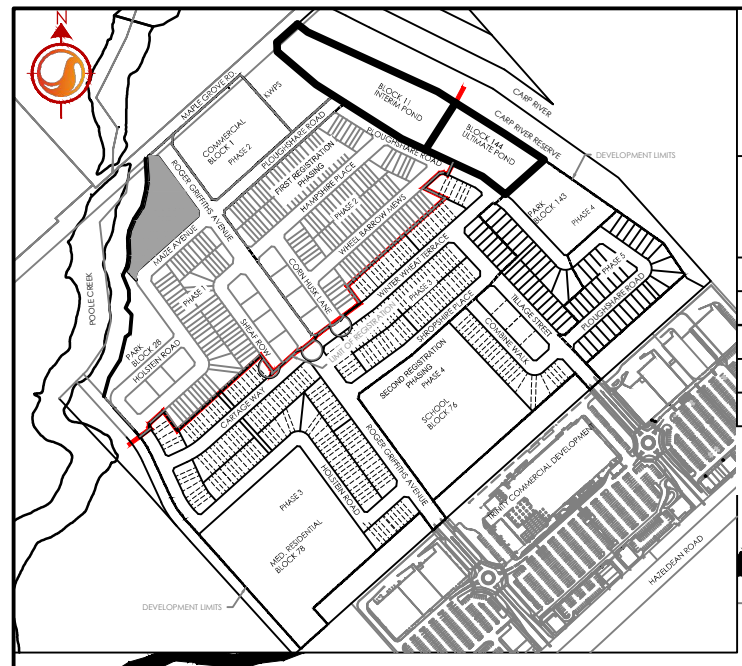 N
MAPLE GROVE RD.
KWPS
COMMERCIAL
BLOCK 1
PHASE 2
BLOCK 11
INTERIM POND
BLOCK 144
ULTIMATE POND
CARP RIVER
CARP RIVER RESERVE
DEVELOPMENT LIMITS
PLOUGHSHARE ROAD
PLOUGHSHARE ROAD
FIRST REGISTRATION
PHASING
HAMPSHIRE PLACE
PHASE 2
WHEEL BARROW MEWS
ROGER GRIFFITHS AVENUE
MAIZE AVENUE
PHASE 1
CORN HUSK LANE
SHEAF ROW
POOLE CREEK
PARK
BLOCK 28
HOLSTEIN ROAD
PARK
BLOCK 143
PHASE 4
PHASE 5
PLOUGHSHARE ROAD
WINTER WHEAT TERRACE
PHASE 3
SHROPSHIRE PLACE
LIMIT OF REGISTRATION
TILLAGE STREET
COMBINE WALK
SECOND REGISTRATION
PHASING
PHASE 4
SCHOOL
BLOCK 76
CARTAGE WAY
ROGER GRIFFITHS AVENUE
HOLSTEIN ROAD
PHASE 3
MED. RESIDENTIAL
BLOCK 78
TRINITY COMMERCIAL DEVELOPMENT
HAZELDEAN ROAD
DEVELOPMENT LIMITS